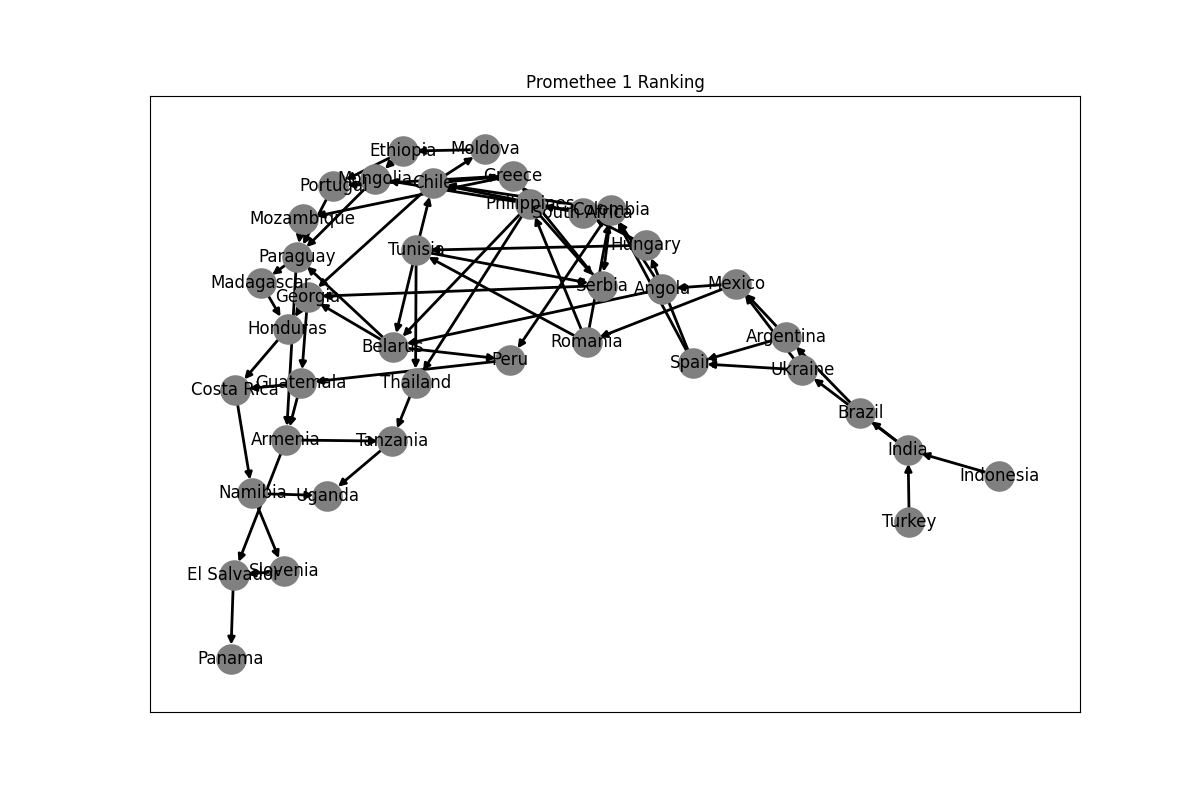 Promethee 1 Ranking
Ethiopia
Moldova
Portugal
Mongolia
Chile
Greece
Philippines
South Africa
Colombia
Mozambique
Hungary
Tunisia
Paraguay
Madagascar
Georgia
Serbia
Angola
Mexico
Honduras
Belarus
Romania
Argentina
Peru
Spain
Ukraine
Costa Rica
Guatemala
Thailand
Brazil
Armenia
Tanzania
India
Indonesia
Namibia
Uganda
Turkey
El Salvador
Slovenia
Panama